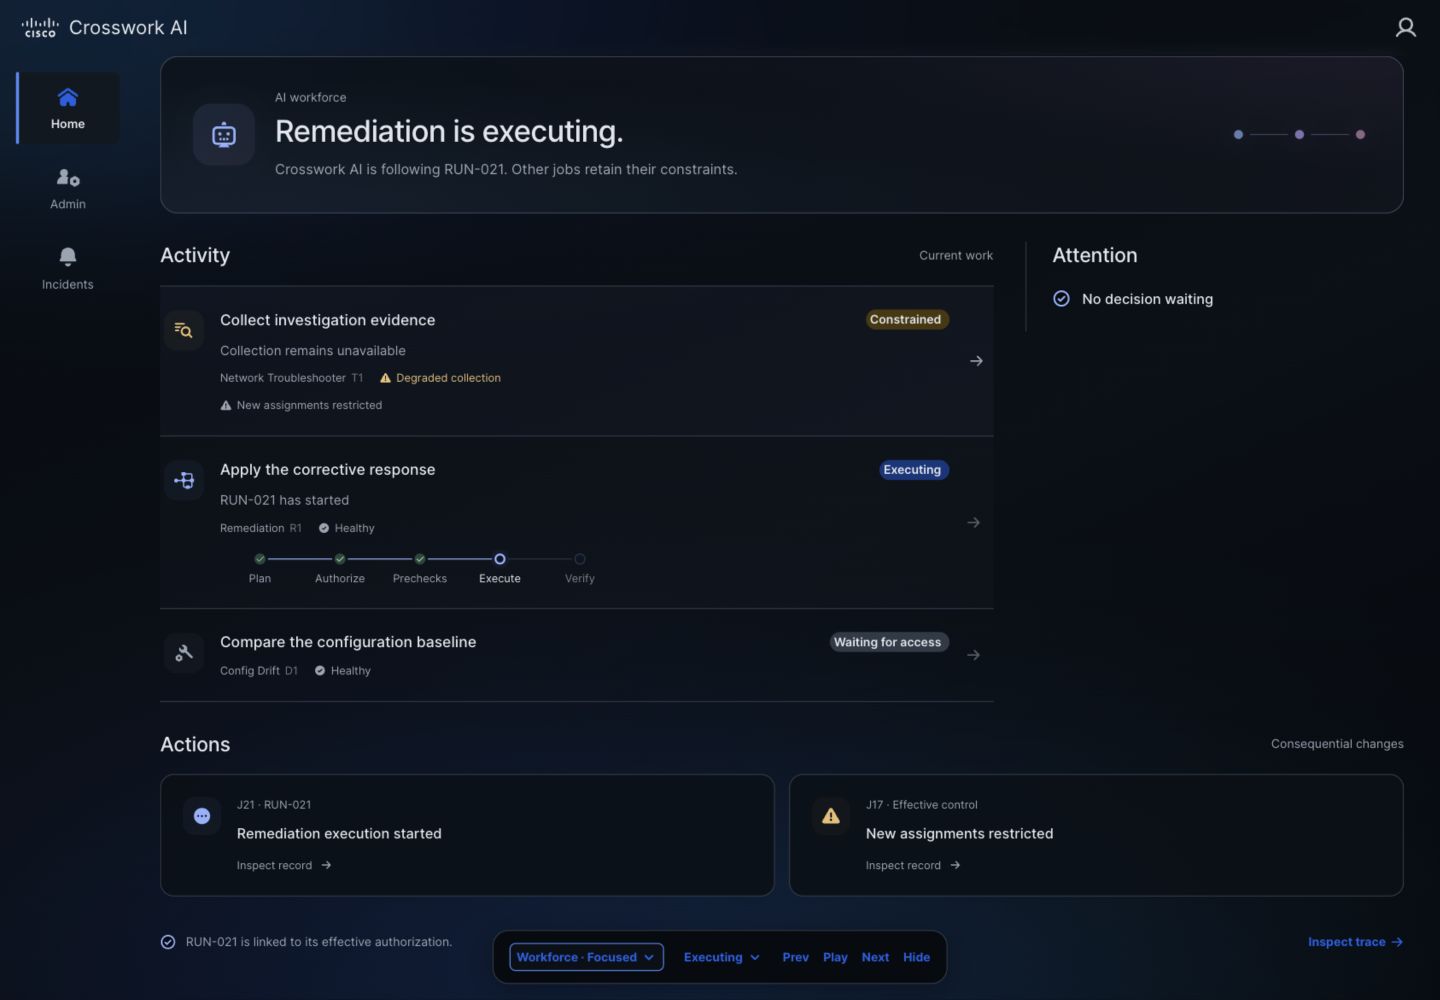 CISCO Crosswork AI
Home
Admin
Incidents
AI workforce
Remediation is executing.
Crosswork AI is following RUN-021. Other jobs retain their constraints.
Activity
Current work
Collect investigation evidence
Constrained
Collection remains unavailable
Network Troubleshooter T1 Degraded collection
New assignments restricted
Apply the corrective response
Executing
RUN-021 has started
Remediation R1 Healthy
Plan Authorize Prechecks Execute Verify
Compare the configuration baseline
Waiting for access
Config Drift D1 Healthy
Attention
No decision waiting
Actions
Consequential changes
J21 · RUN-021
Remediation execution started
Inspect record
J17 · Effective control
New assignments restricted
Inspect record
RUN-021 is linked to its effective authorization.
Workforce · Focused Executing Prev Play Next Hide
Inspect trace